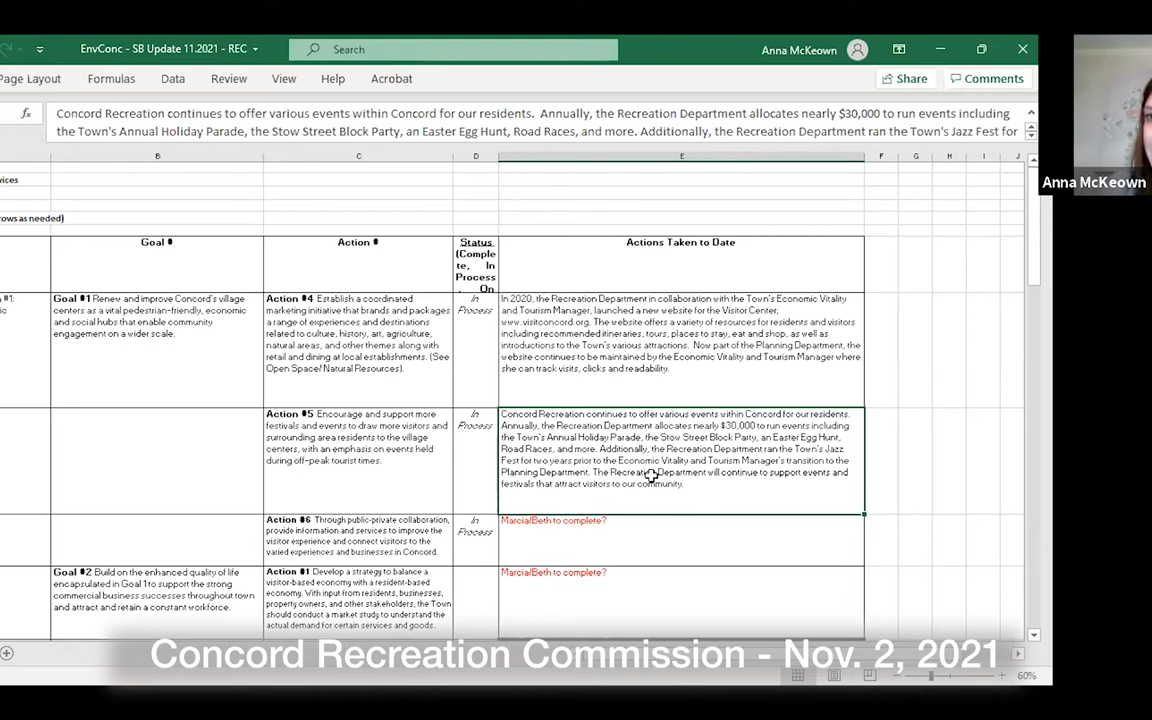 EnvConc - SB Update 11.2021 - REC
Search
Anna McKeown
Page Layout
Formulas
Data
Review
View
Help
Acrobat
Share
Comments
fx
Concord Recreation continues to offer various events within Concord for our residents. Annually, the Recreation Department allocates nearly $30,000 to run events including
the Town's Annual Holiday Parade, the Stow Street Block Party, an Easter Egg Hunt, Road Races, and more. Additionally, the Recreation Department ran the Town's Jazz Fest for
Anna McKeown
B
C
D
E
F
G
H
I
J
vices
rows as needed)
Goal #
Action #
Status
(Comple
te, In
Process
On
Actions Taken to Date
n #1:
ic
Goal #1 Renew and improve Concord's village
centers as a vital pedestrian-friendly, economic
and social hubs that enable community
engagement on a wider scale.
Action #4 Establish a coordinated
marketing initiative that brands and packages
a range of experiences and destinations
related to culture, history, art, agriculture,
natural areas, and other themes along with
retail and dining at local establishments. (See
Open Space/ Natural Resources).
In
Process
In 2020, the Recreation Department in collaboration with the Town's Economic Vitality
and Tourism Manager, launched a new website for the Visitor Center;
www.visitconcord.org. The website offers a variety of resources for residents and visitors
including recommended itineraries, tours, places to stay, eat and shop, as well as
introductions to the Town's various attractions. Now part of the Planning Department, the
website continues to be maintained by the Economic Vitality and Tourism Manager where
she can track visits, clicks and readability.
Action #5 Encourage and support more
festivals and events to draw more visitors and
surrounding area residents to the village
centers, with an emphasis on events held
during off-peak tourist times.
In
Process
Concord Recreation continues to offer various events within Concord for our residents.
Annually, the Recreation Department allocates nearly $30,000 to run events including
the Town's Annual Holiday Parade, the Stow Street Block Party, an Easter Egg Hunt,
Road Races, and more. Additionally, the Recreation Department ran the Town's Jazz
Fest for two years prior to the Economic Vitality and Tourism Manager's transition to the
Planning Department. The Recreation Department will continue to support events and
festivals that attract visitors to our community.
Action #6 Through public-private collaboration,
provide information and services to improve the
visitor experience and connect visitors to the
varied experiences and businesses in Concord.
In
Process
Marcia/Beth to complete?
Goal #2 Build on the enhanced quality of life
encapsulated in Goal 1 to support the strong
commercial business successes throughout town
and attract and retain a constant workforce.
Action #1 Develop a strategy to balance a
visitor-based economy with a resident-based
economy. With input from residents, businesses,
property owners, and other stakeholders, the Town
should conduct a market study to understand the
actual demand for certain services and goods.
Marcia/Beth to complete?
Concord Recreation Commission - Nov. 2, 2021
60%